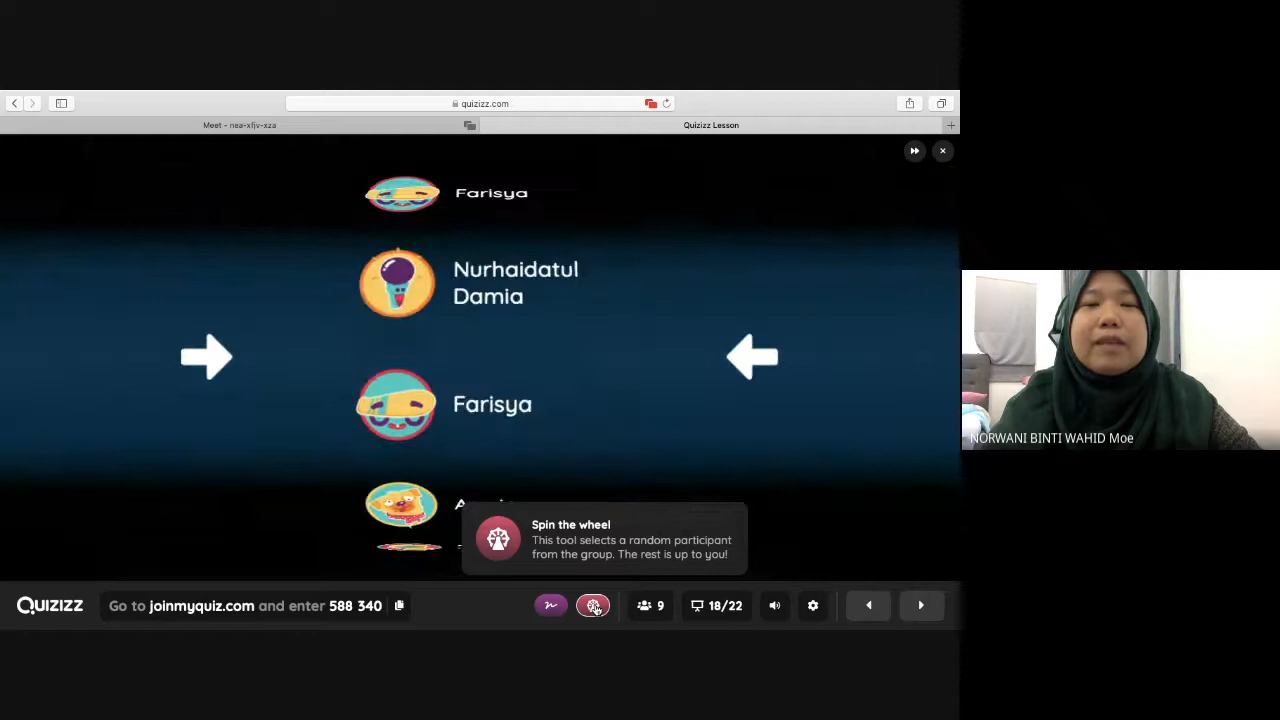 quizizz.com
Meet - nea-xfjv-xza
Quizizz Lesson
Farisya
Nurhaidatul
Damia
Farisya
Spin the wheel
This tool selects a random participant
from the group. The rest is up to you!
NORWANI BINTI WAHID Moe
QUIZIZZ
Go to joinmyquiz.com and enter 588 340
9
18/22